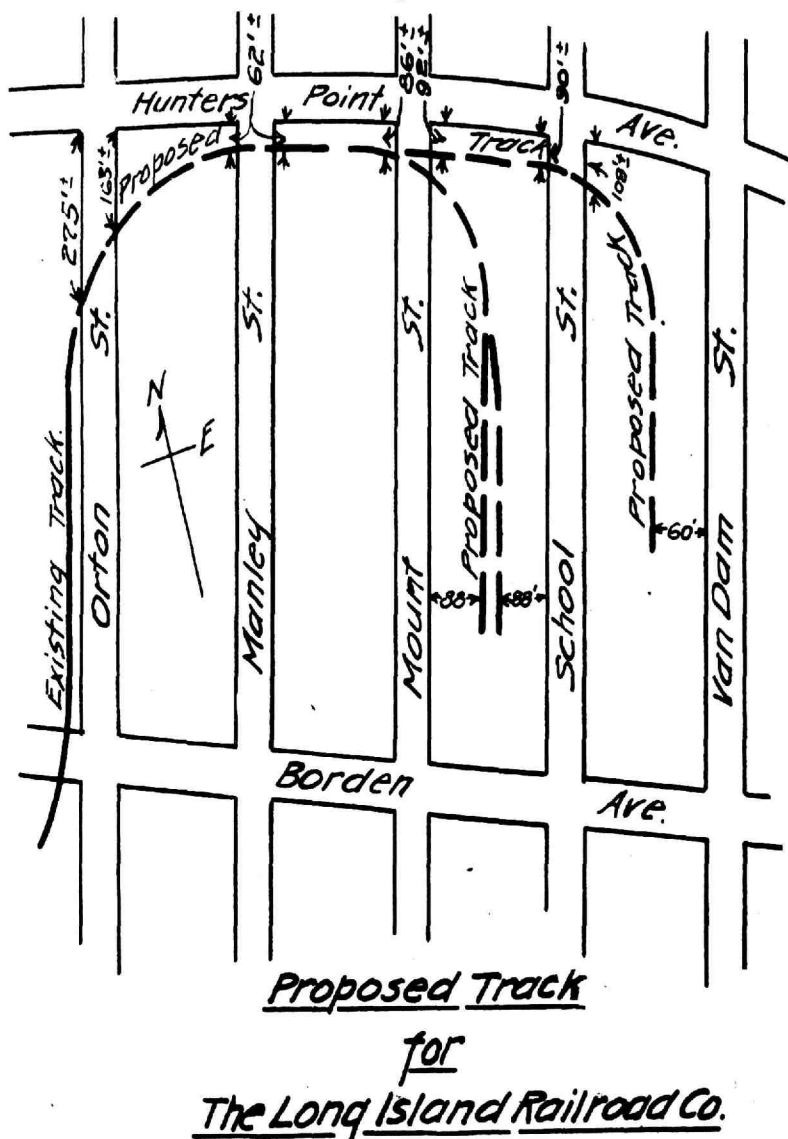 62'±
86'±
92'±
90'±
Hunters Point Ave.
Proposed Track
275'±
163'±
108'±
Proposed Track
Proposed Track
N
E
Existing Track.
Orton St.
Manley St.
Mount St.
School St.
Van Dam St.
88'
88'
60'
Borden Ave.
Proposed Track
for
The Long Island Railroad Co.